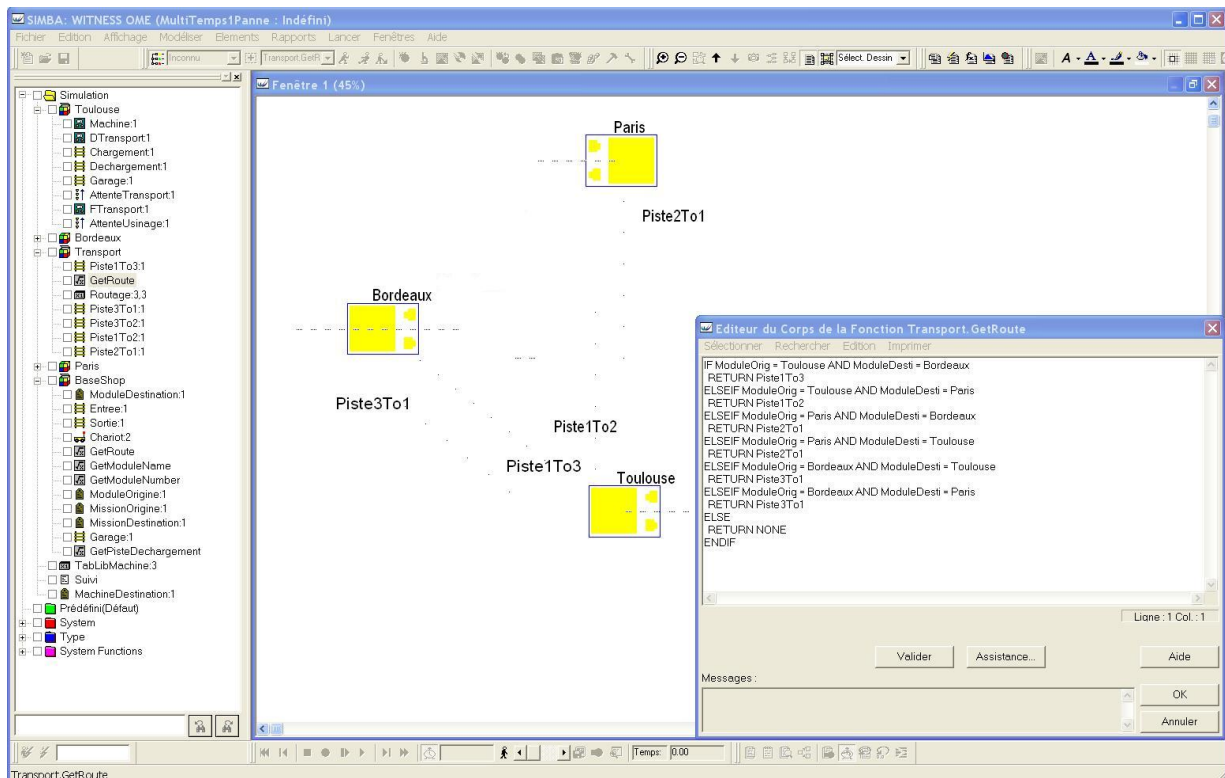 SIMBA: WITNESS OME (MultiTemps1Panne : Indéfini)
Fichier Edition Affichage Modéliser Elements Rapports Lancer Fenêtres Aide
Inconnu Transport.GetR Sélect. Dessin
Simulation
Toulouse
Machine:1
DTransport:1
Chargement:1
Dechargement:1
Garage:1
AttenteTransport:1
FTransport:1
AttenteUsinage:1
Bordeaux
Transport
Piste1To3:1
GetRoute
Routage:3,3
Piste3To1:1
Piste3To2:1
Piste1To2:1
Piste2To1:1
Paris
BaseShop
ModuleDestination:1
Entree:1
Sortie:1
Chariot:2
GetRoute
GetModuleName
GetModuleNumber
ModuleOrigine:1
MissionOrigine:1
MissionDestination:1
Garage:1
GetPisteDechargement
TabLibMachine:3
Suivi
MachineDestination:1
Prédéfini(Défaut)
System
Type
System Functions
Fenêtre 1 (45%)
Paris
Piste2To1
Bordeaux
Piste3To1
Piste1To2
Piste1To3
Toulouse
Editeur du Corps de la Fonction Transport.GetRoute
Sélectionner Rechercher Edition Imprimer
IF ModuleOrig = Toulouse AND ModuleDesti = Bordeaux
RETURN Piste1To3
ELSEIF ModuleOrig = Toulouse AND ModuleDesti = Paris
RETURN Piste1To2
ELSEIF ModuleOrig = Paris AND ModuleDesti = Bordeaux
RETURN Piste2To1
ELSEIF ModuleOrig = Paris AND ModuleDesti = Toulouse
RETURN Piste2To1
ELSEIF ModuleOrig = Bordeaux AND ModuleDesti = Toulouse
RETURN Piste3To1
ELSEIF ModuleOrig = Bordeaux AND ModuleDesti = Paris
RETURN Piste3To1
ELSE
RETURN NONE
ENDIF
Ligne : 1 Col. : 1
Valider Assistance... Aide
Messages :
OK
Annuler
Temps: 0.00
Transport.GetRoute